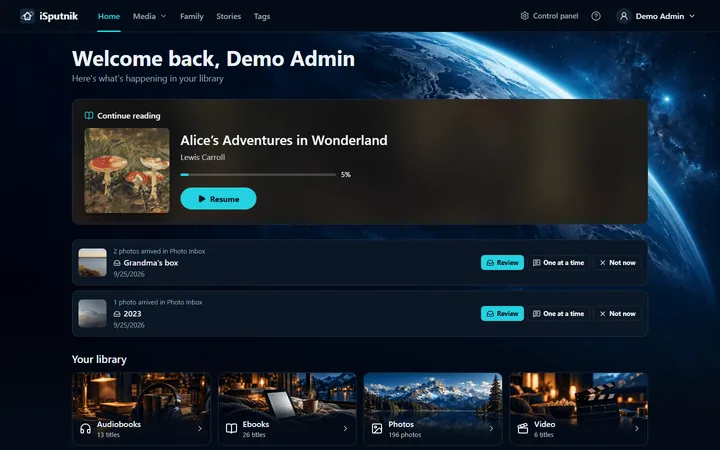 iSputnik
Home Media Family Stories Tags
Control panel
Demo Admin
Welcome back, Demo Admin
Here's what's happening in your library
Continue reading
Alice's Adventures in Wonderland
Lewis Carroll
5%
Resume
2 photos arrived in Photo Inbox
Grandma's box
9/25/2026
Review One at a time Not now
1 photo arrived in Photo Inbox
2023
9/25/2026
Review One at a time Not now
Your library
Audiobooks
13 titles
Ebooks
26 titles
Photos
196 photos
Video
6 titles